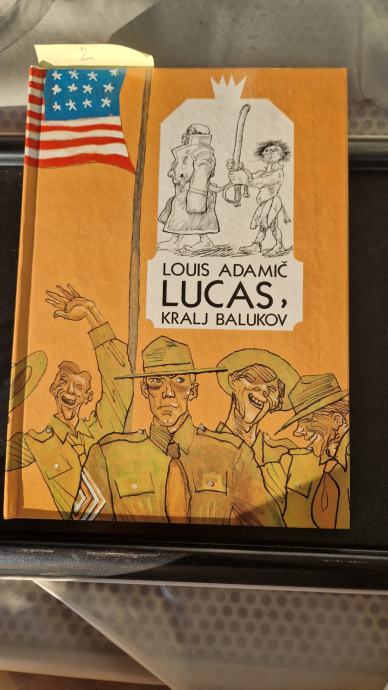 2
LOUIS ADAMIČ
LUCAS,
KRALJ BALUKOV